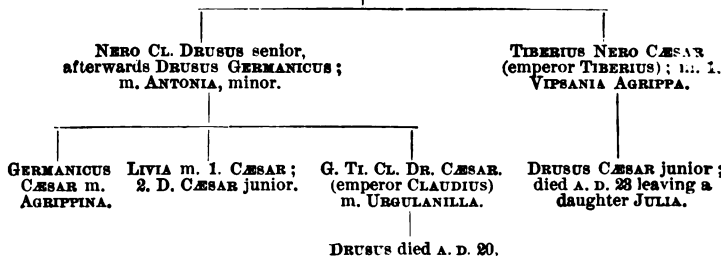 NERO CL. DRUSUS senior,
afterwards DRUSUS GERMANICUS;
m. ANTONIA, minor.
TIBERIUS NERO CÆSAR
(emperor TIBERIUS); m. 1.
VIPSANIA AGRIPPA.
GERMANICUS
CÆSAR m.
AGRIPPINA.
LIVIA m. 1. CÆSAR;
2. D. CÆSAR junior.
G. TI. CL. DR. CÆSAR.
(emperor CLAUDIUS)
m. URGULANILLA.
DRUSUS CÆSAR junior;
died A. D. 23 leaving a
daughter JULIA.
DRUSUS died A. D. 20,